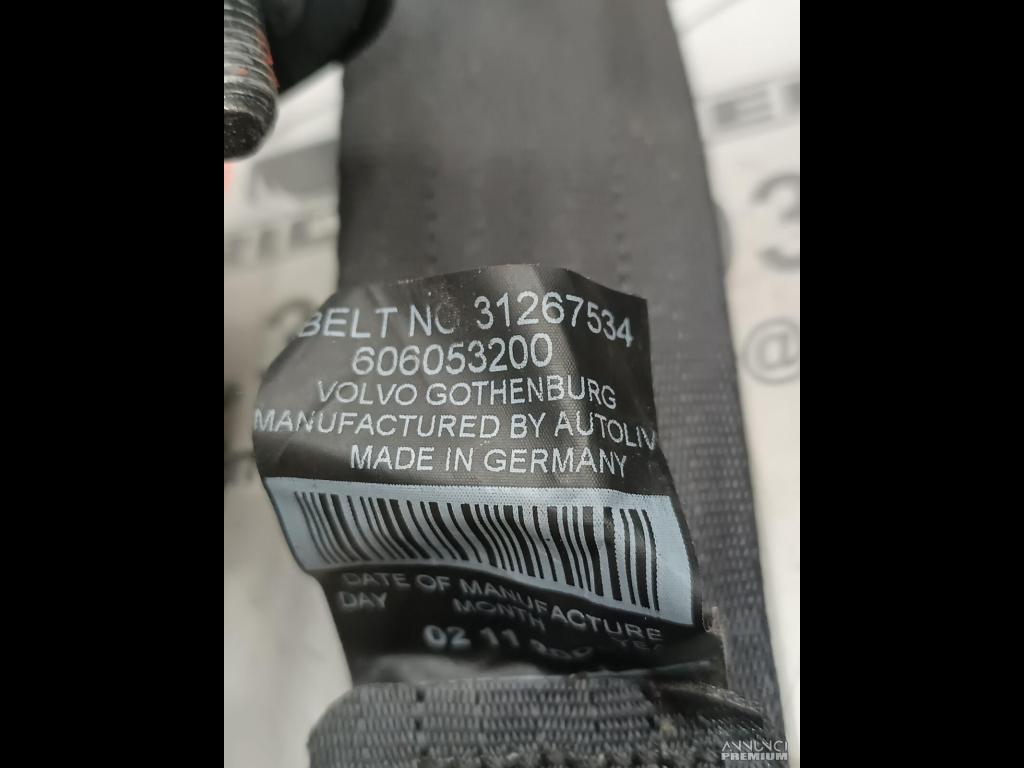 BELT NO 31267534
606053200
VOLVO GOTHENBURG
MANUFACTURED BY AUTOLIV
MADE IN GERMANY
DATE OF MANUFACTURE
DAY MONTH
02 11
@
ANNUNCI
PREMIUM